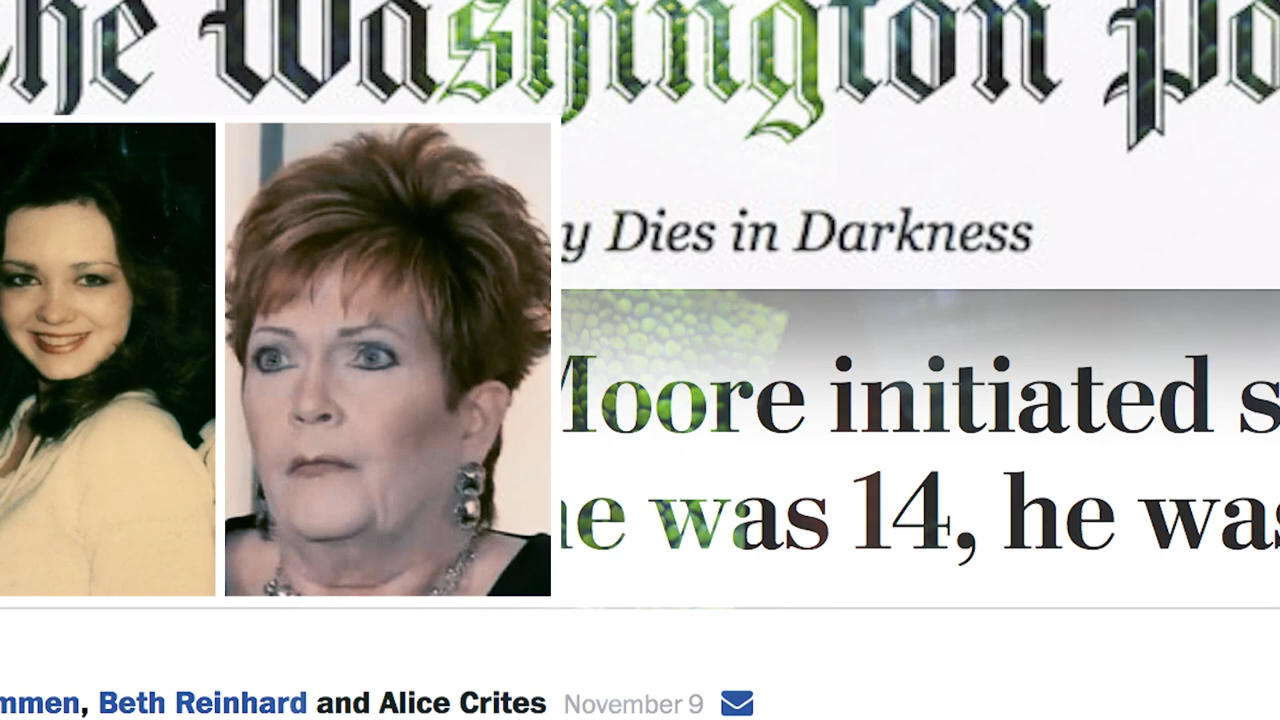 he Washington Po
y Dies in Darkness
Moore initiated s
he was 14, he was
mmen, Beth Reinhard and Alice Crites November 9